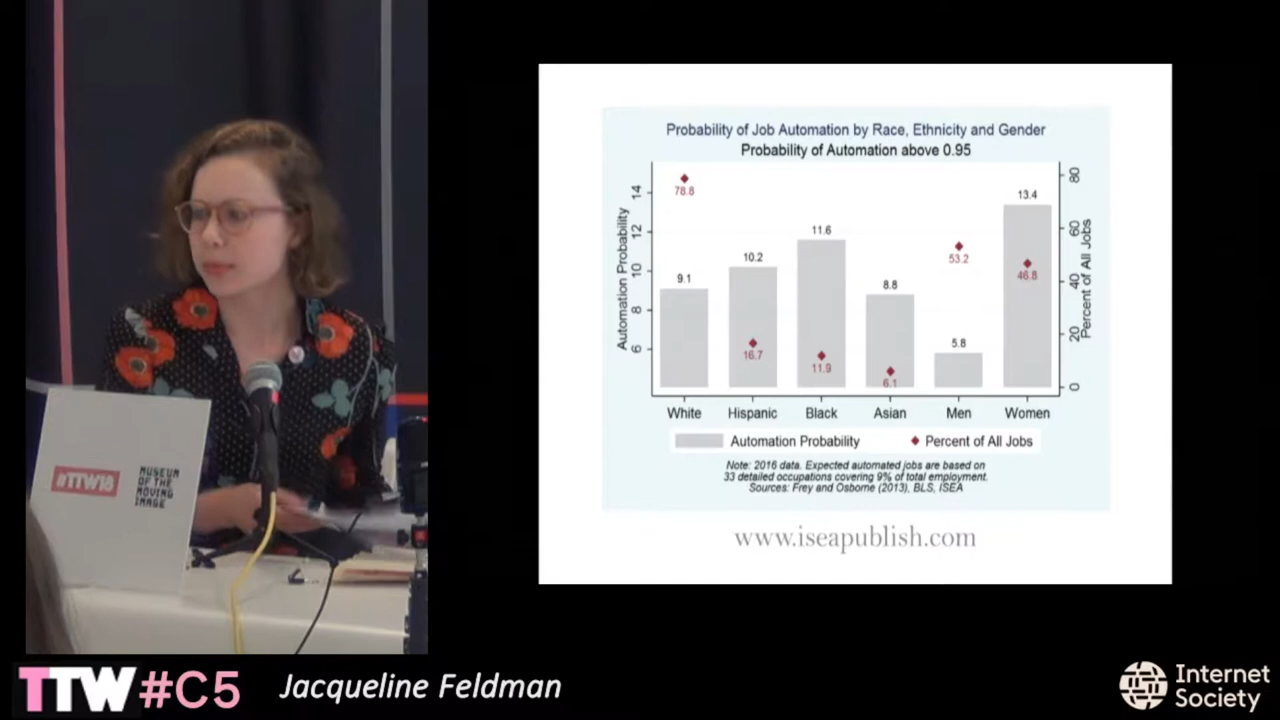 Probability of Job Automation by Race, Ethnicity and Gender
Probability of Automation above 0.95
Automation Probability
14
12
10
8
6
78.8
9.1
10.2
16.7
11.6
11.9
8.8
6.1
53.2
5.8
13.4
46.8
80
60
40
20
0
Percent of All Jobs
White
Hispanic
Black
Asian
Men
Women
Automation Probability
Percent of All Jobs
Note: 2016 data. Expected automated jobs are based on
33 detailed occupations covering 9% of total employment.
Sources: Frey and Osborne (2013), BLS, ISEA
www.iseapublish.com
#TTW18
MUSEUM
OF THE
MOVING
IMAGE
TTW #C5
Jacqueline Feldman
Internet
Society